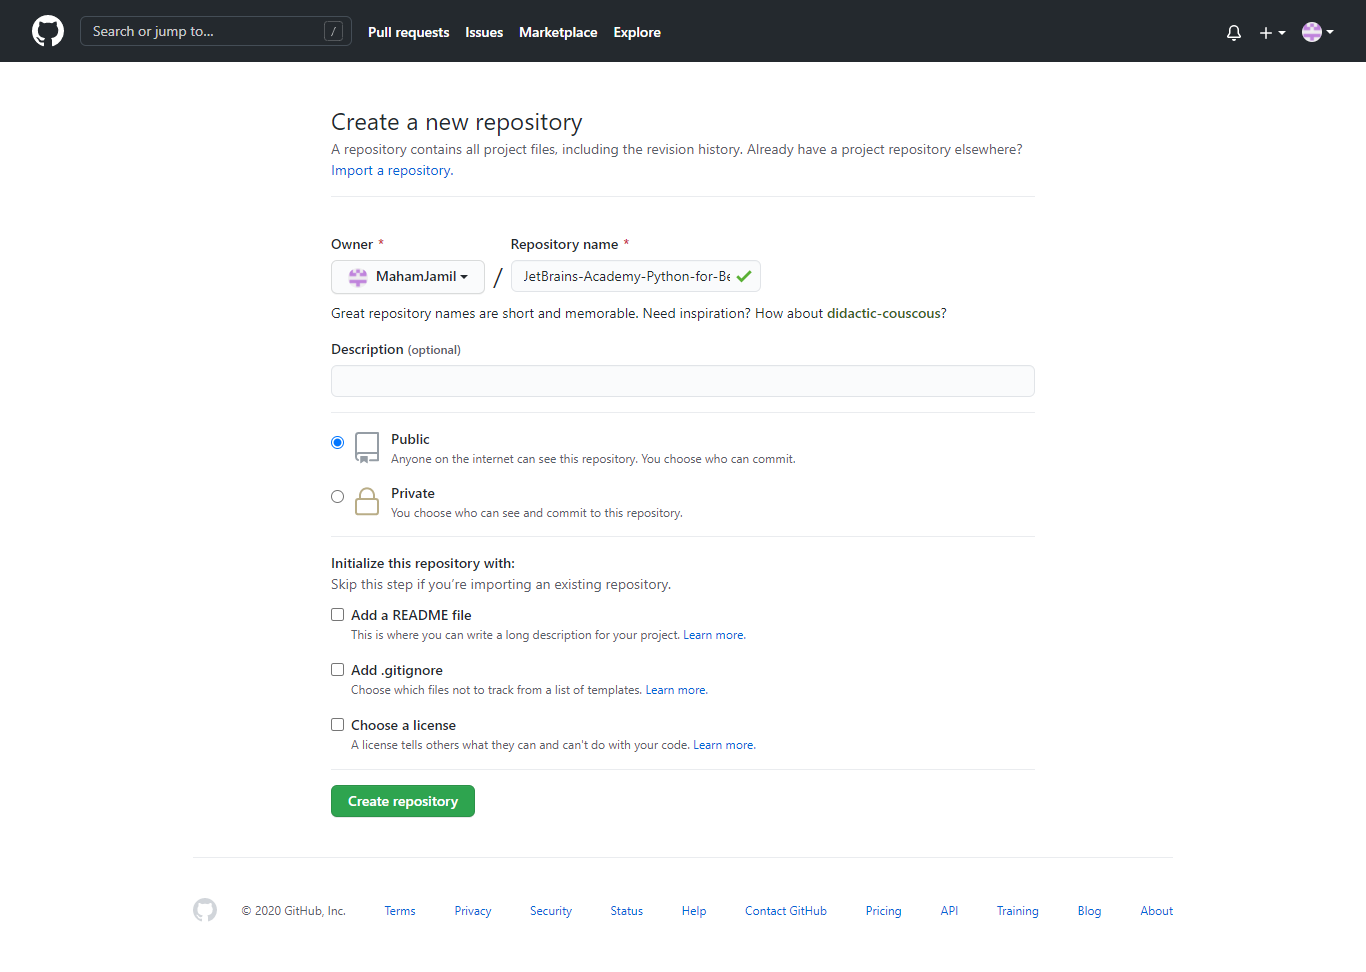 Search or jump to... / Pull requests Issues Marketplace Explore
Create a new repository
A repository contains all project files, including the revision history. Already have a project repository elsewhere?
Import a repository.
Owner * Repository name *
MahamJamil / JetBrains-Academy-Python-for-Be
Great repository names are short and memorable. Need inspiration? How about didactic-couscous?
Description (optional)
Public
Anyone on the internet can see this repository. You choose who can commit.
Private
You choose who can see and commit to this repository.
Initialize this repository with:
Skip this step if you’re importing an existing repository.
Add a README file
This is where you can write a long description for your project. Learn more.
Add .gitignore
Choose which files not to track from a list of templates. Learn more.
Choose a license
A license tells others what they can and can't do with your code. Learn more.
Create repository
© 2020 GitHub, Inc. Terms Privacy Security Status Help Contact GitHub Pricing API Training Blog About